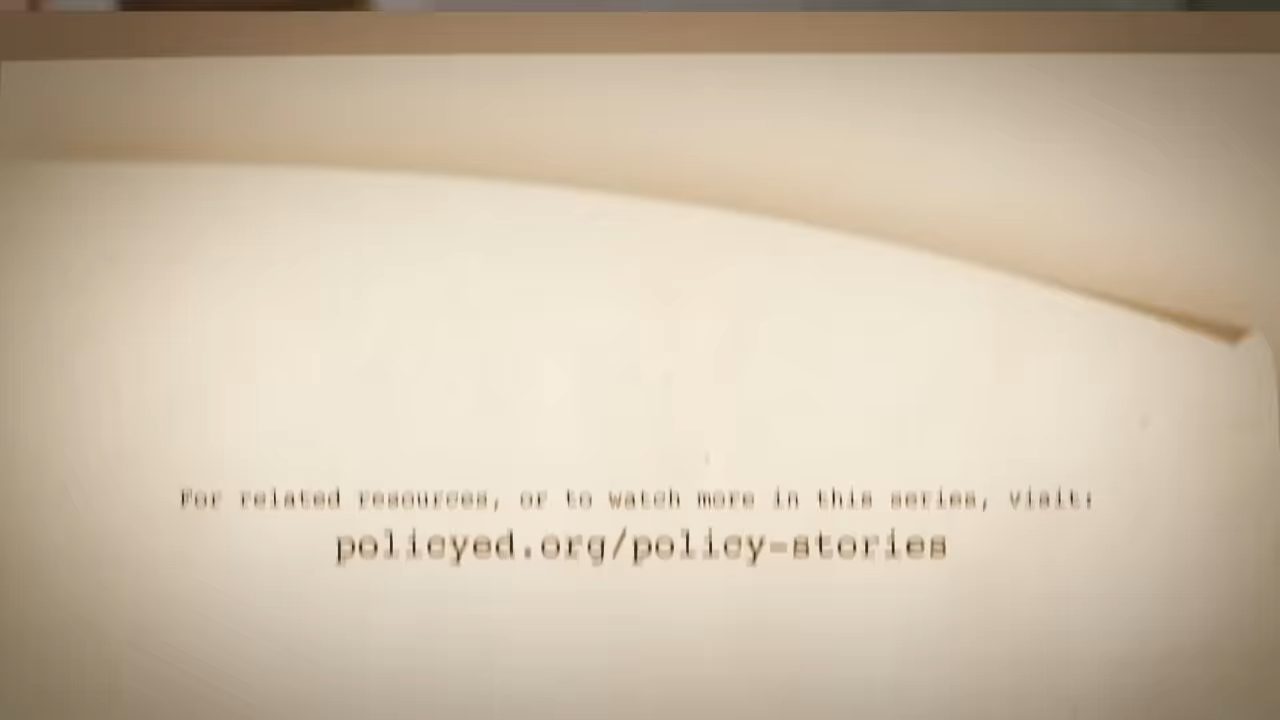 For related resources, or to watch more in this series, visit:
policyed.org/policy-stories